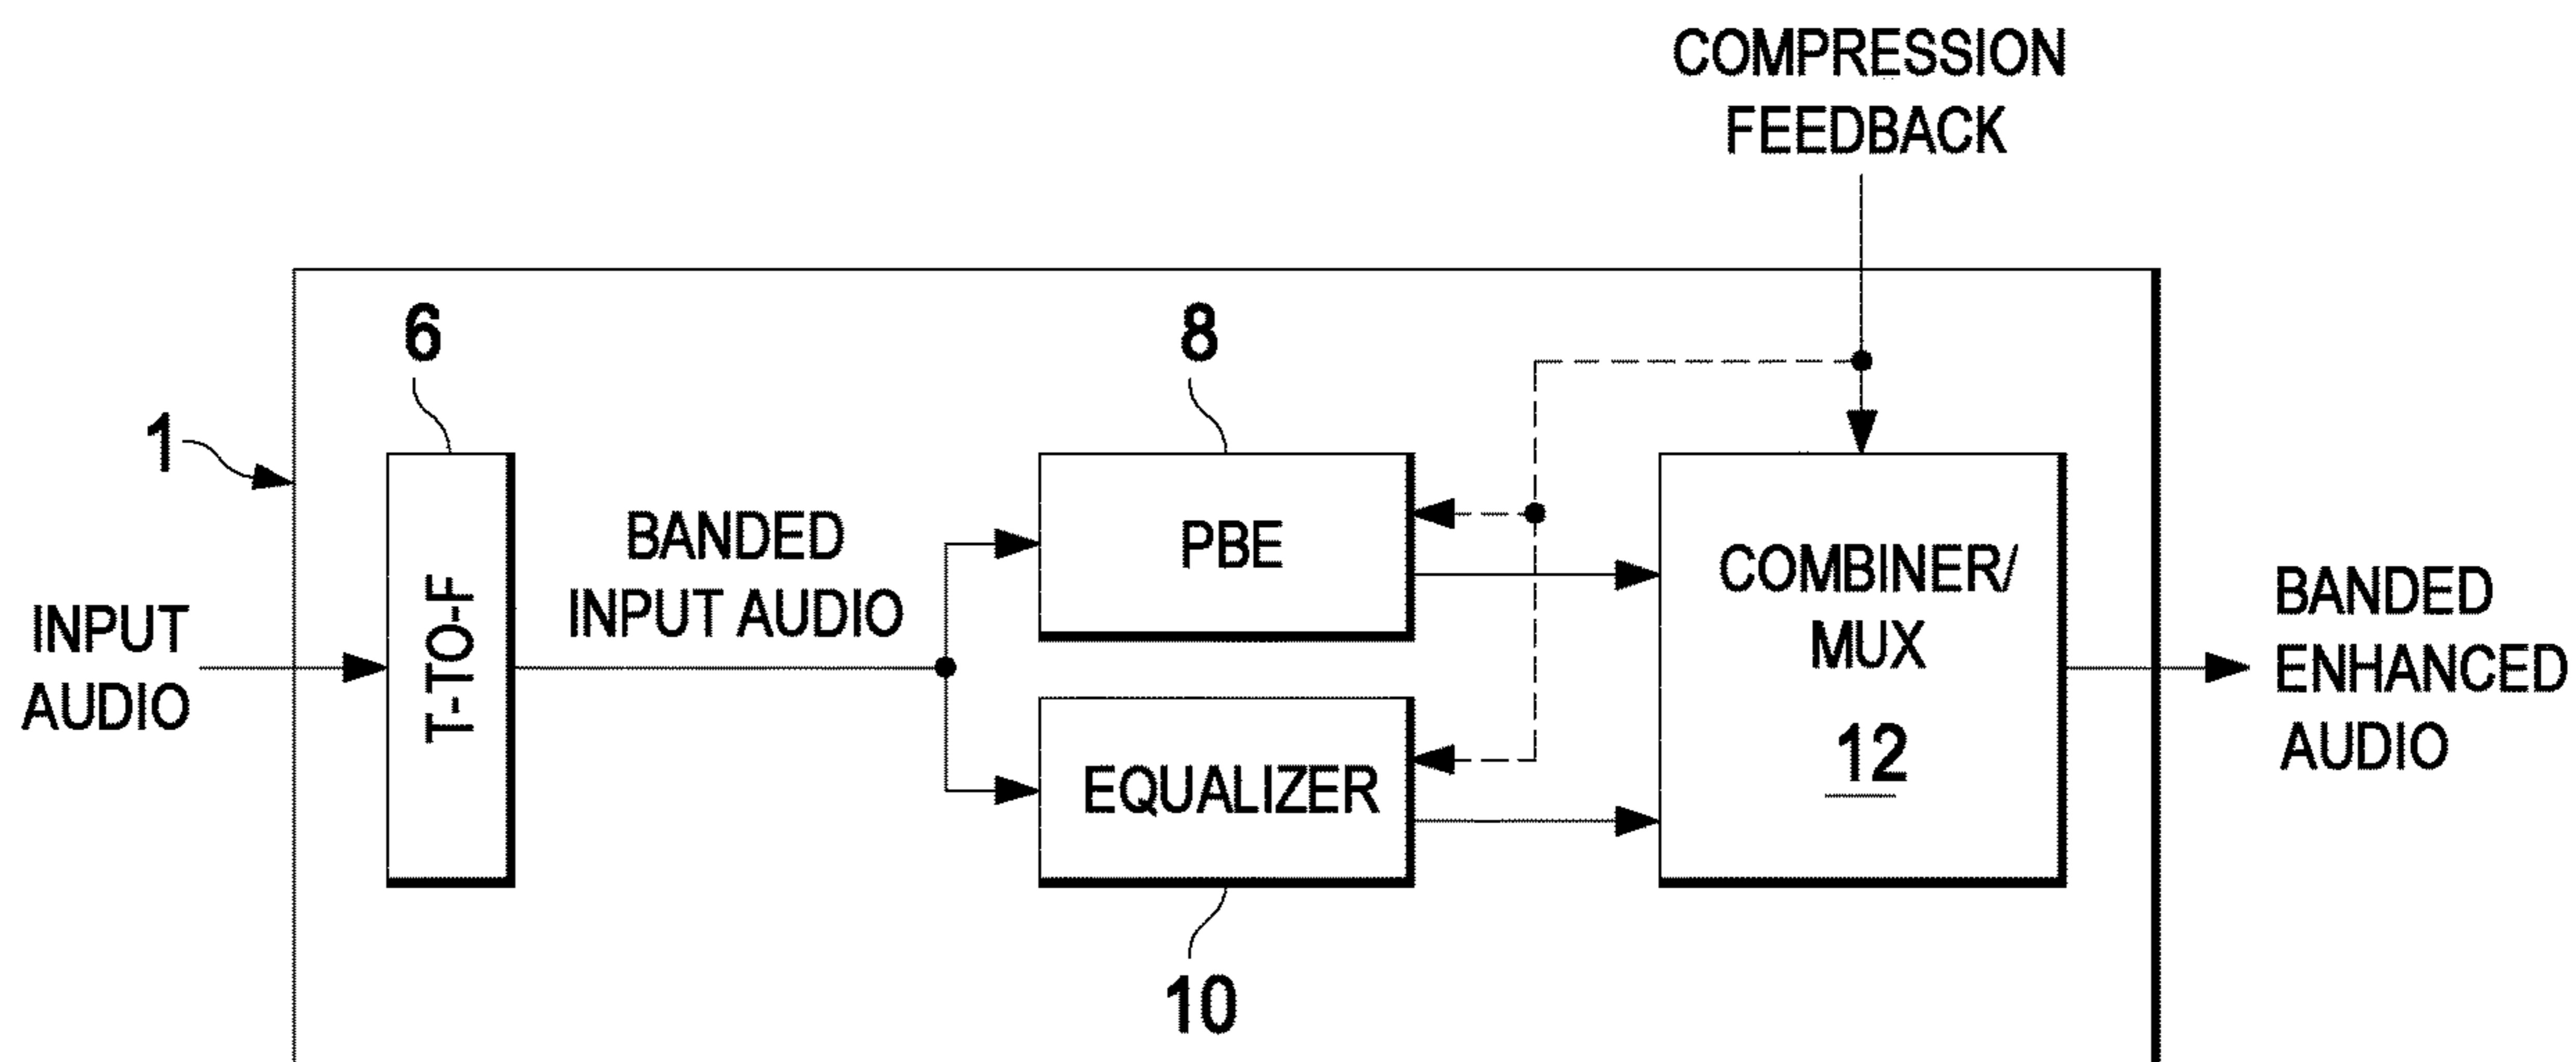 COMPRESSION
FEEDBACK
6
8
1
BANDED
INPUT AUDIO
INPUT
AUDIO
T-TO-F
PBE
EQUALIZER
10
COMBINER/
MUX
12
BANDED
ENHANCED
AUDIO